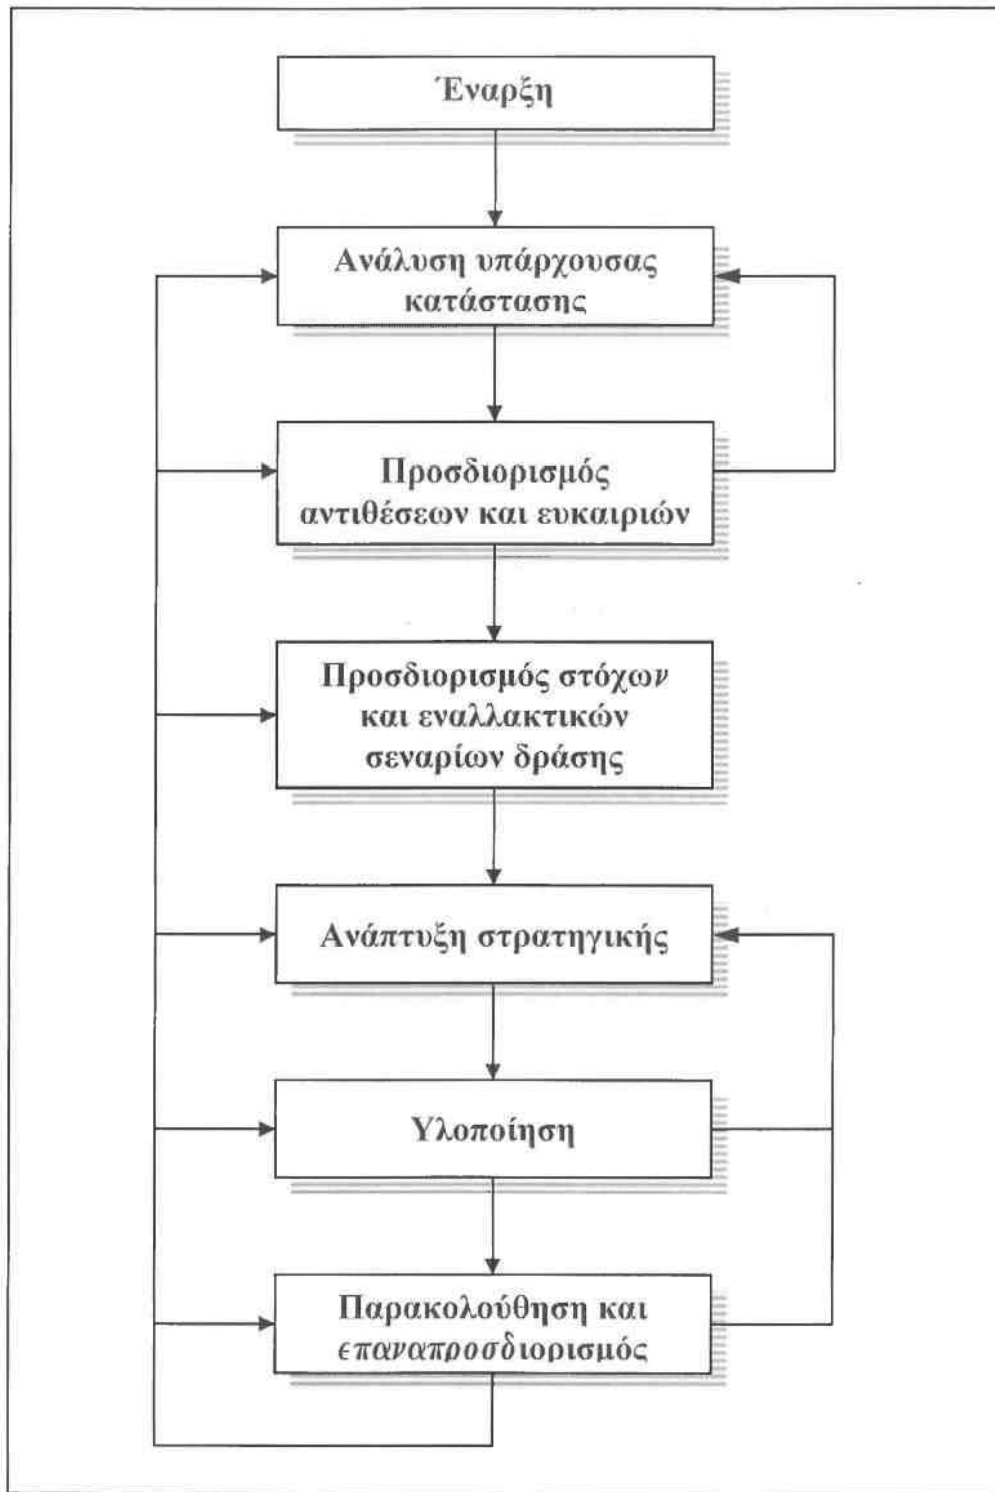 Έναρξη
Ανάλυση υπάρχουσας
κατάστασης
Προσδιορισμός
αντιθέσεων και ευκαιριών
Προσδιορισμός στόχων
και εναλλακτικών
σεναρίων δράσης
Ανάπτυξη στρατηγικής
Υλοποίηση
Παρακολούθηση και
επαναπροσδιορισμός